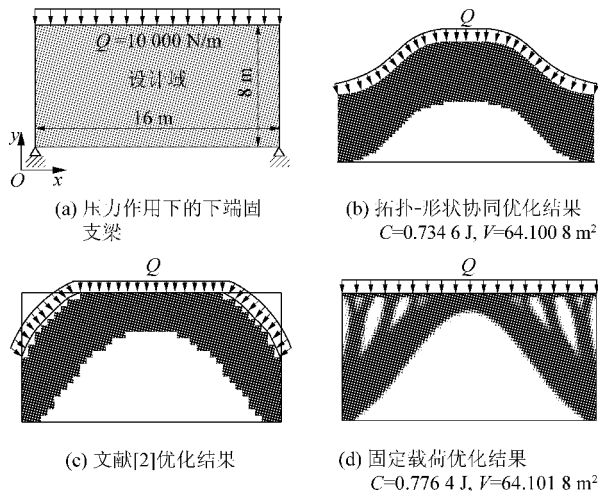 Q=10 000 N/m
设计域
8 m
16 m
y
O
x
(a) 压力作用下的下端固
支梁
Q
(b) 拓扑-形状协同优化结果
C=0.734 6 J, V=64.100 8 m²
Q
(c) 文献[2]优化结果
Q
(d) 固定载荷优化结果
C=0.776 4 J, V=64.101 8 m²